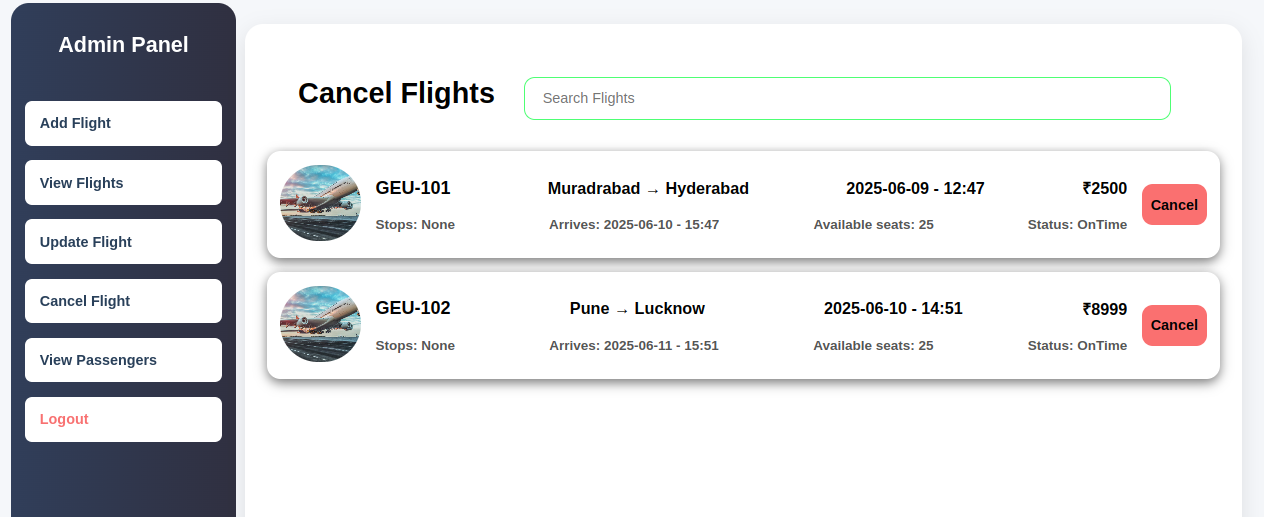 Admin Panel
Add Flight
View Flights
Update Flight
Cancel Flight
View Passengers
Logout
Cancel Flights
Search Flights
GEU-101 Muradrabad → Hyderabad 2025-06-09 - 12:47 ₹2500
Stops: None Arrives: 2025-06-10 - 15:47 Available seats: 25 Status: OnTime
Cancel
GEU-102 Pune → Lucknow 2025-06-10 - 14:51 ₹8999
Stops: None Arrives: 2025-06-11 - 15:51 Available seats: 25 Status: OnTime
Cancel